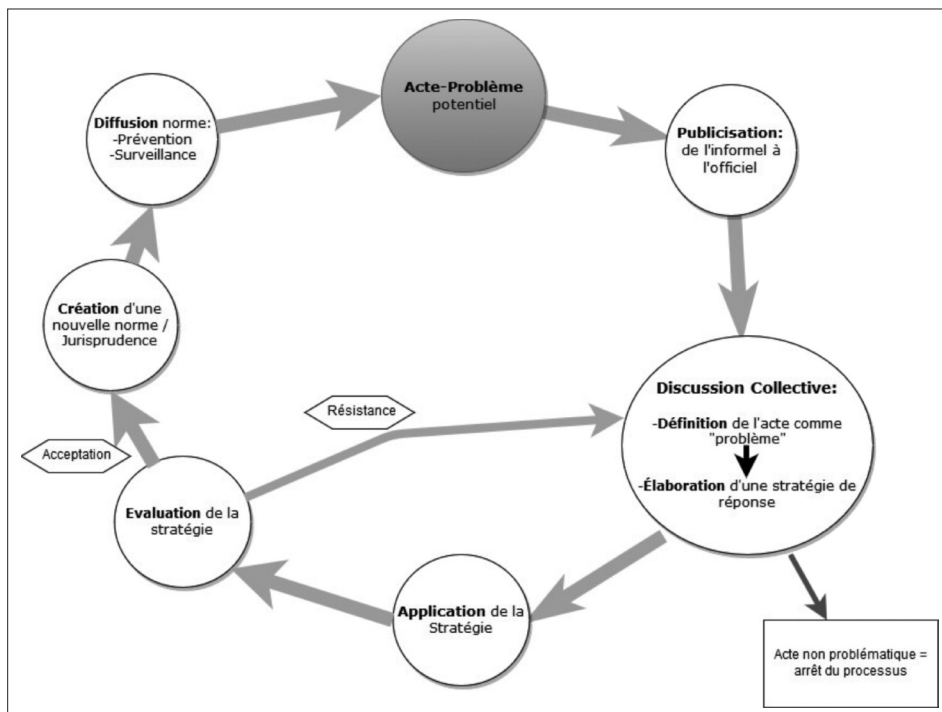 Acte-Problème
potentiel
Publicisation:
de l'informel à
l'officiel
Discussion Collective:
-Définition de l'acte comme
"problème"
-Élaboration d'une stratégie de
réponse
Acte non problématique =
arrêt du processus
Application de la
Stratégie
Evaluation de la
stratégie
Résistance
Acceptation
Création d'une
nouvelle norme /
Jurisprudence
Diffusion norme:
-Prévention
-Surveillance